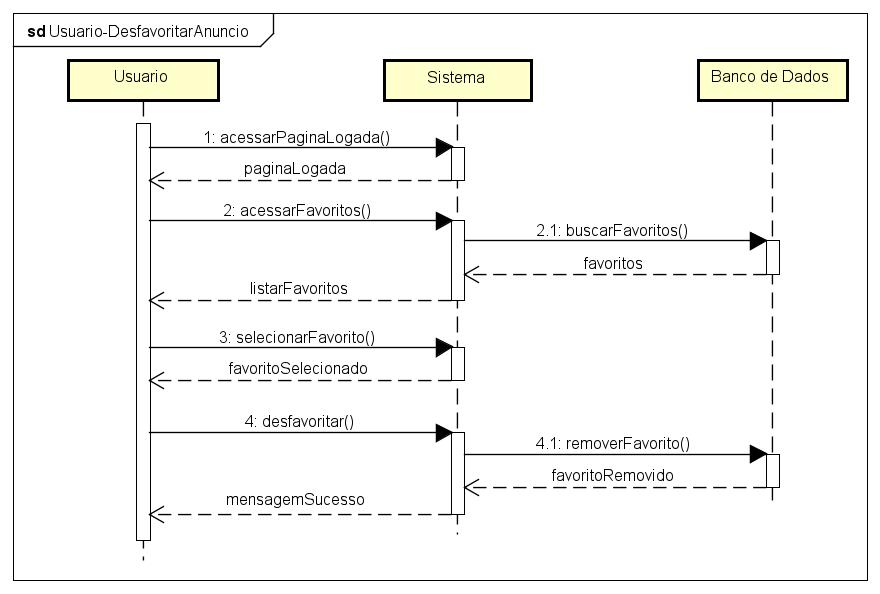 sd Usuario-DesfavoritarAnuncio
Usuario
Sistema
Banco de Dados
1: acessarPaginaLogada()
paginaLogada
2: acessarFavoritos()
2.1: buscarFavoritos()
favoritos
listarFavoritos
3: selecionarFavorito()
favoritoSelecionado
4: desfavoritar()
4.1: removerFavorito()
favoritoRemovido
mensagemSucesso